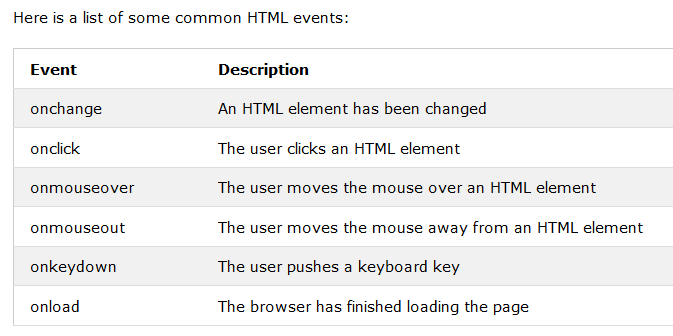 Here is a list of some common HTML events:
Event Description
onchange An HTML element has been changed
onclick The user clicks an HTML element
onmouseover The user moves the mouse over an HTML element
onmouseout The user moves the mouse away from an HTML element
onkeydown The user pushes a keyboard key
onload The browser has finished loading the page